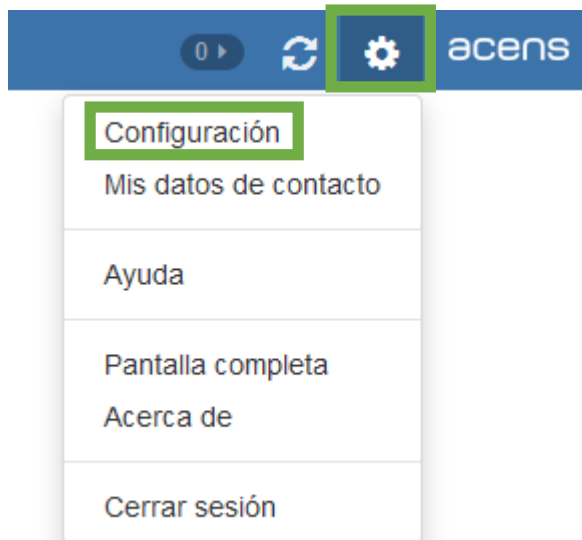 0
acens
Configuración
Mis datos de contacto
Ayuda
Pantalla completa
Acerca de
Cerrar sesión